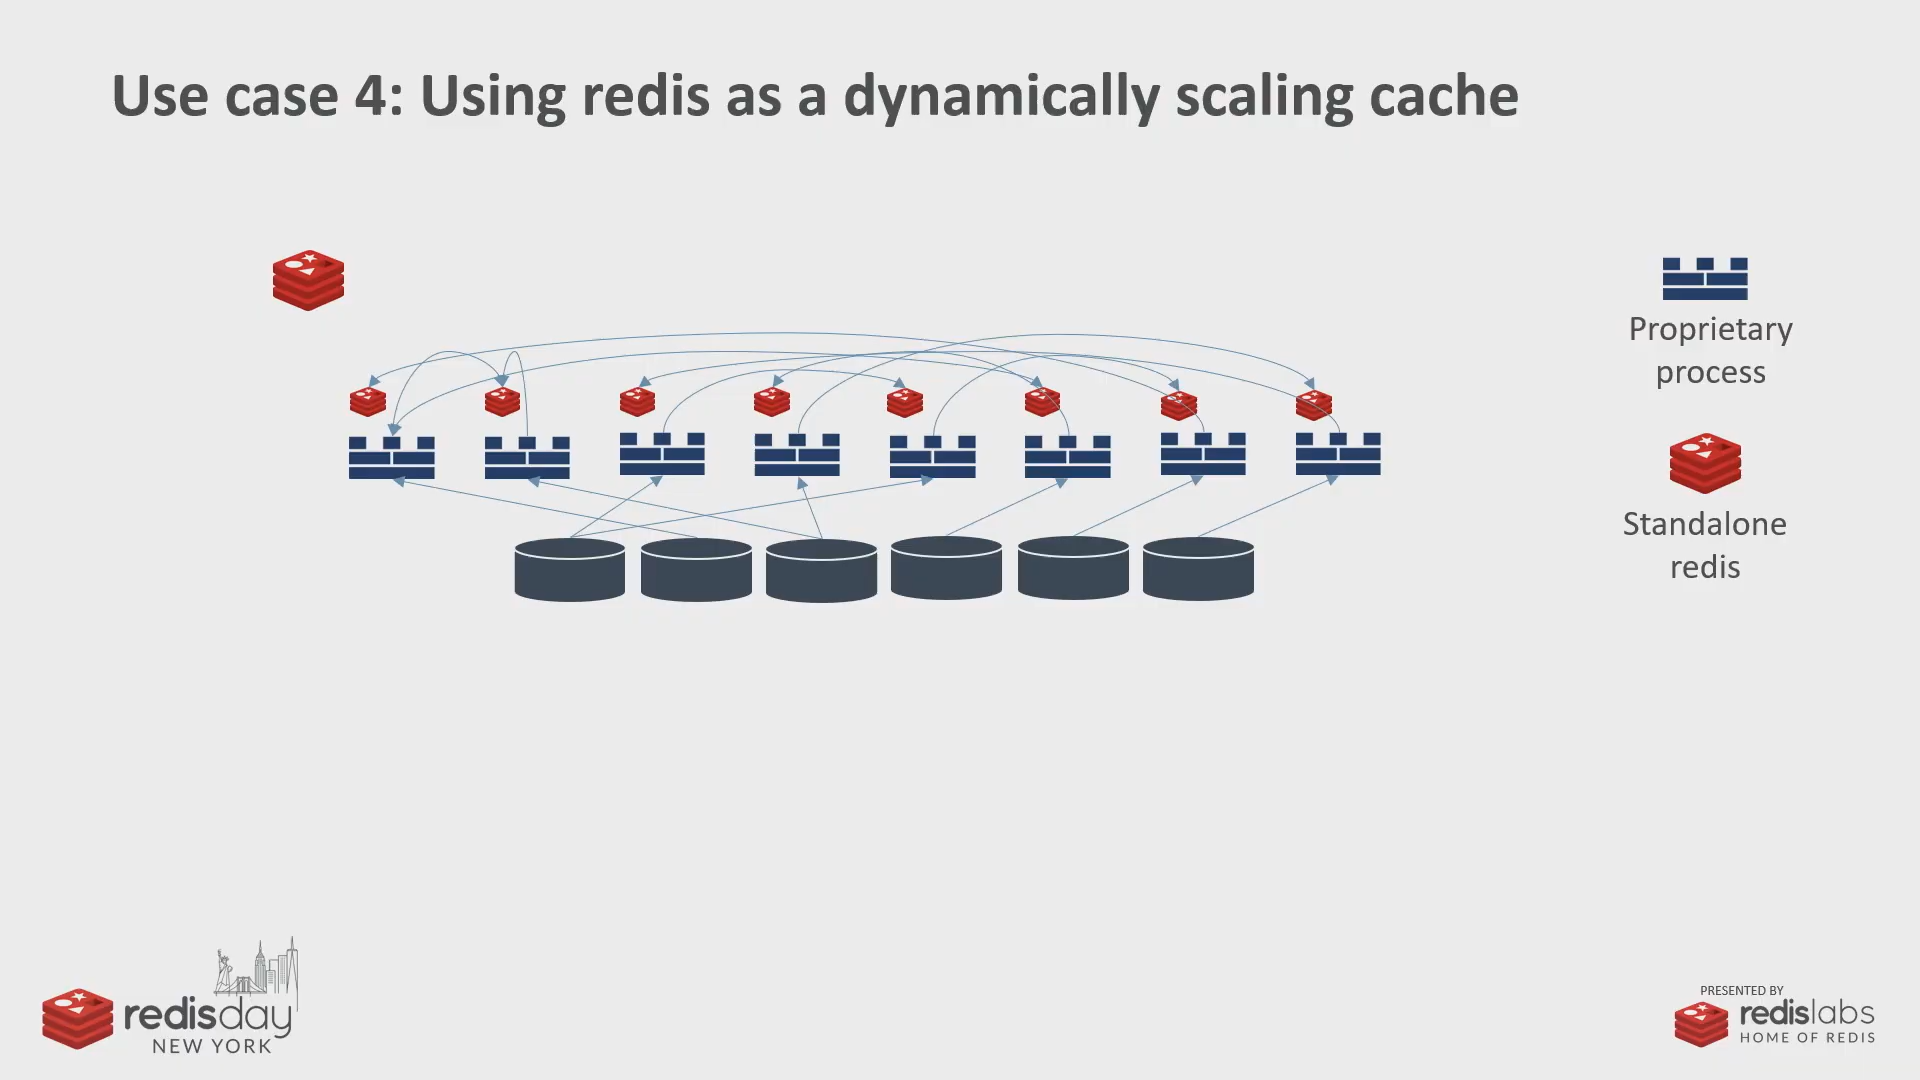 Use case 4: Using redis as a dynamically scaling cache
Proprietary
process
Standalone
redis
redisday
NEW YORK
PRESENTED BY
redislabs
HOME OF REDIS